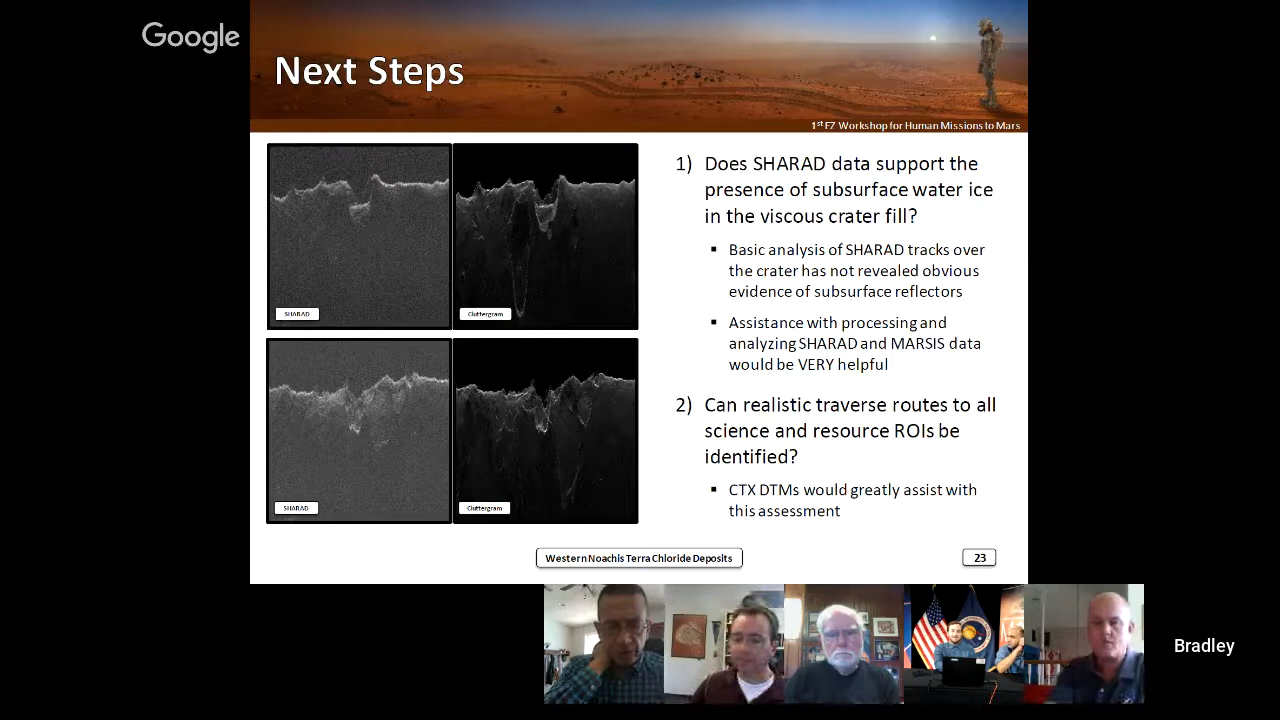 Google
Next Steps
1st EZ Workshop for Human Missions to Mars
1) Does SHARAD data support the
presence of subsurface water ice
in the viscous crater fill?
▪ Basic analysis of SHARAD tracks over
the crater has not revealed obvious
evidence of subsurface reflectors
▪ Assistance with processing and
analyzing SHARAD and MARSIS data
would be VERY helpful
2) Can realistic traverse routes to all
science and resource ROIs be
identified?
▪ CTX DTMs would greatly assist with
this assessment
SHARAD
Cluttergram
SHARAD
Cluttergram
Western Noachis Terra Chloride Deposits
23
Bradley